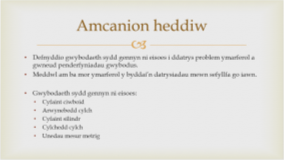 Amcanion heddiw
• Defnyddio gwybodaeth sydd gennym ni eisoes i ddatrys problem ymarferol a
gwneud penderfyniadau gwybodus.
• Meddwl am ba mor ymarferol y byddai'n datrysiadau mewn sefyllfa go iawn.
• Gwybodaeth sydd gennym ni eisoes:
• Cyfaint ciwboid
• Arwynebedd cylch
• Cyfaint silindr
• Cylchedd cylch
• Unedau mesur metrig